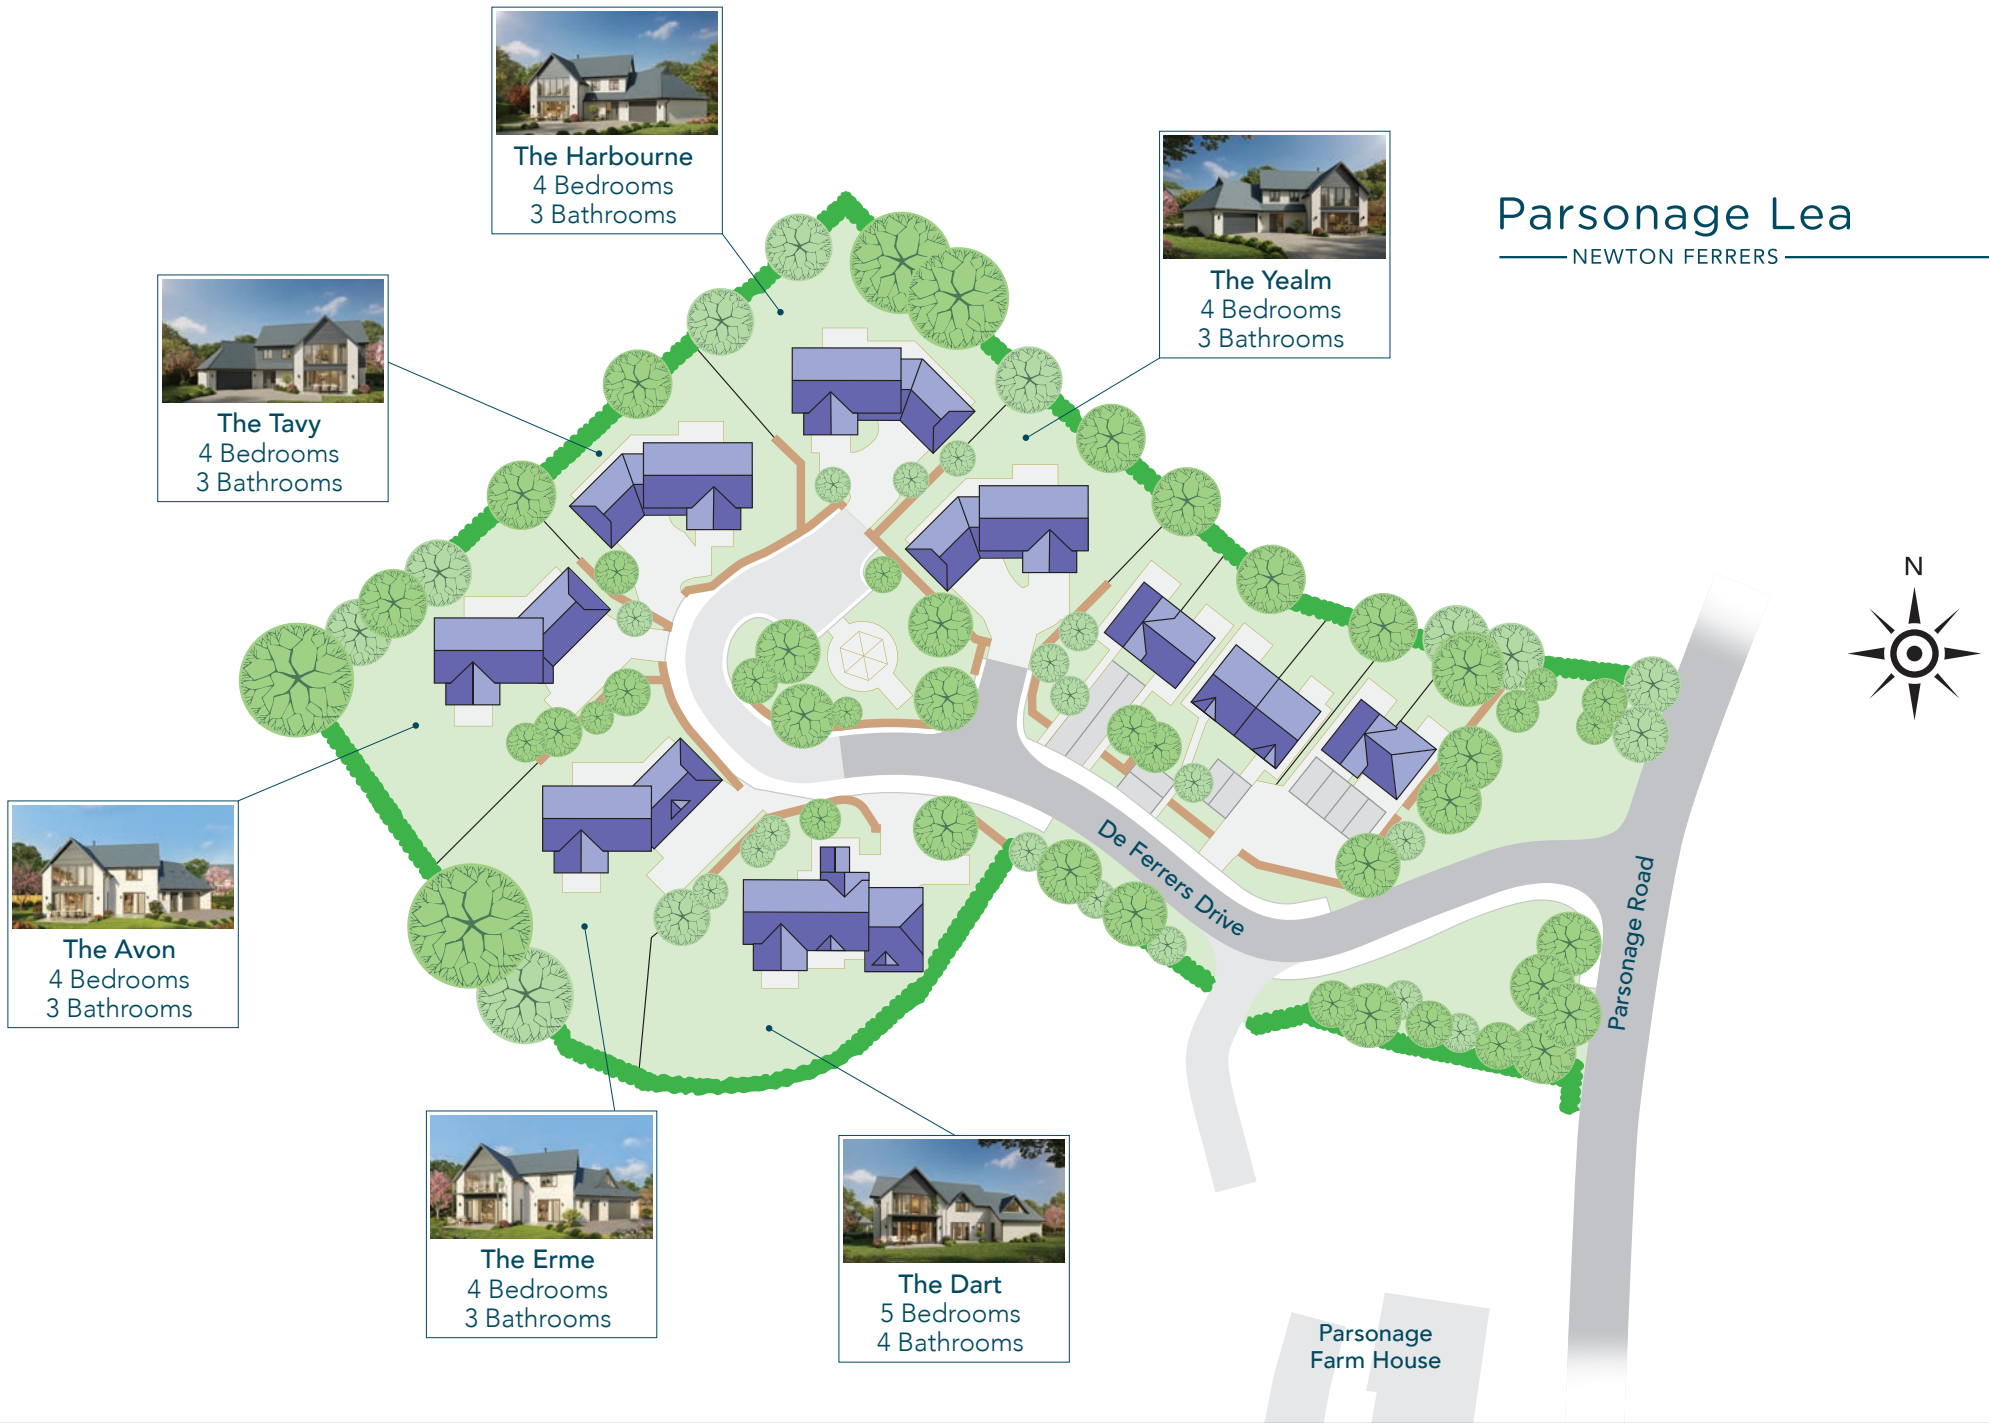 The Harbourne
4 Bedrooms
3 Bathrooms
The Yealm
4 Bedrooms
3 Bathrooms
Parsonage Lea
NEWTON FERRERS
The Tavy
4 Bedrooms
3 Bathrooms
N
The Avon
4 Bedrooms
3 Bathrooms
De Ferrers Drive
Parsonage Road
The Erme
4 Bedrooms
3 Bathrooms
The Dart
5 Bedrooms
4 Bathrooms
Parsonage
Farm House